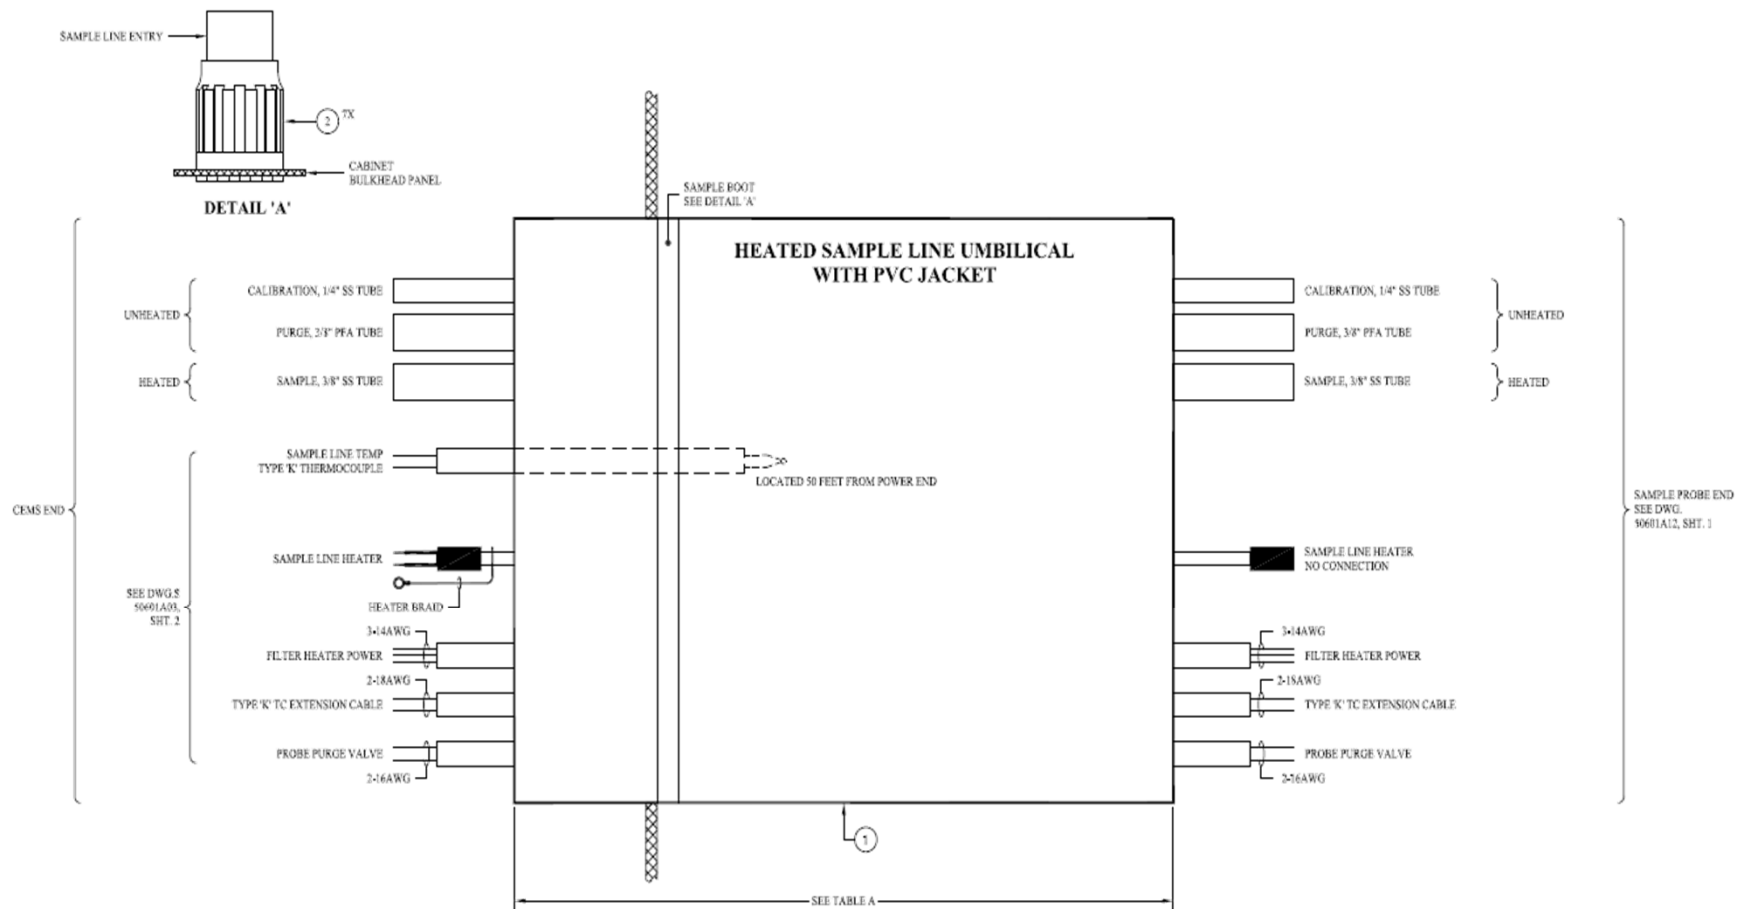 SAMPLE LINE ENTRY
2
7X
CABINET
BULKHEAD PANEL
DETAIL 'A'
SAMPLE BOOT
SEE DETAIL 'A'
HEATED SAMPLE LINE UMBILICAL
WITH PVC JACKET
CEMS END
UNHEATED
CALIBRATION, 1/4" SS TUBE
PURGE, 3/8" PFA TUBE
HEATED
SAMPLE, 3/8" SS TUBE
SAMPLE LINE TEMP
TYPE 'K' THERMOCOUPLE
LOCATED 50 FEET FROM POWER END
SEE DWG.S
50601A03,
SHT. 2
SAMPLE LINE HEATER
HEATER BRAID
3-14AWG
FILTER HEATER POWER
2-18AWG
TYPE 'K' TC EXTENSION CABLE
PROBE PURGE VALVE
2-16AWG
CALIBRATION, 1/4" SS TUBE
PURGE, 3/8" PFA TUBE
UNHEATED
SAMPLE, 3/8" SS TUBE
HEATED
SAMPLE PROBE END
SEE DWG.
50601A12, SHT. 1
SAMPLE LINE HEATER
NO CONNECTION
3-14AWG
FILTER HEATER POWER
2-18AWG
TYPE 'K' TC EXTENSION CABLE
PROBE PURGE VALVE
2-16AWG
1
SEE TABLE A